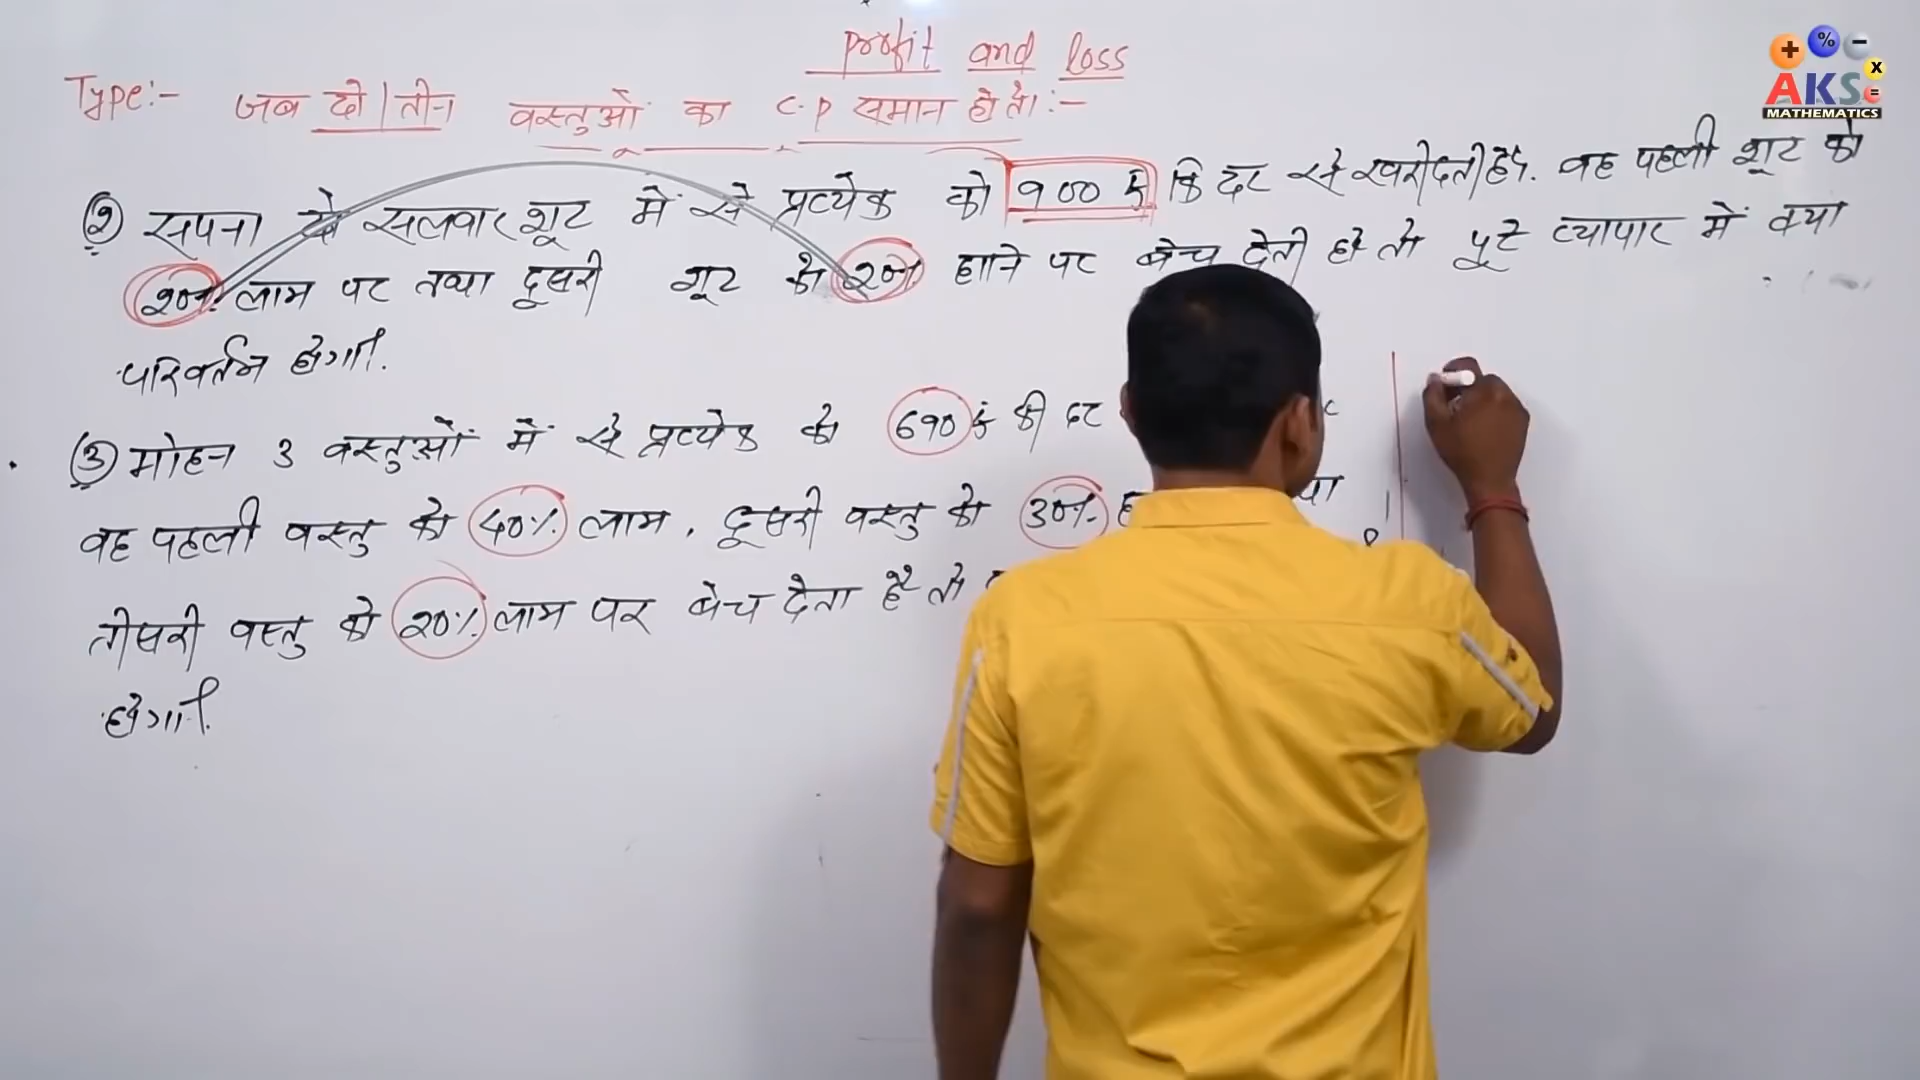 profit and loss
Type:- जब दो/तीन वस्तुओं का C.P समान हो तो:-
② सपना दो सलवार शूट में से प्रत्येक को 900 रु कि दर से खरीदती है. वह पहली शूट को
20% लाभ पर तथा दूसरी शूट को 20% हानि पर बेच देती हो तो पूरे व्यापार में क्या
परिवर्तन होगा.
③ मोहन 3 वस्तुओं में से प्रत्येक को 690 रु की दर
वह पहली वस्तु को 40% लाभ, दूसरी वस्तु को 30%
तीसरी वस्तु को 20% लाभ पर बेच देता है तो
होगा.
AKS
MATHEMATICS